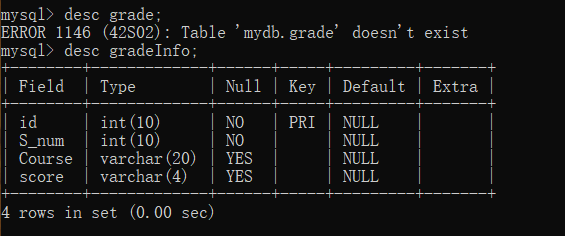 mysql> desc grade;
ERROR 1146 (42S02): Table 'mydb.grade' doesn't exist
mysql> desc gradeInfo;
+--------+-------------+------+-----+---------+-------+
| Field  | Type        | Null | Key | Default | Extra |
+--------+-------------+------+-----+---------+-------+
| id     | int(10)     | NO   | PRI | NULL    |       |
| S_num  | int(10)     | NO   |     | NULL    |       |
| Course | varchar(20) | YES  |     | NULL    |       |
| score  | varchar(4)  | YES  |     | NULL    |       |
+--------+-------------+------+-----+---------+-------+
4 rows in set (0.00 sec)